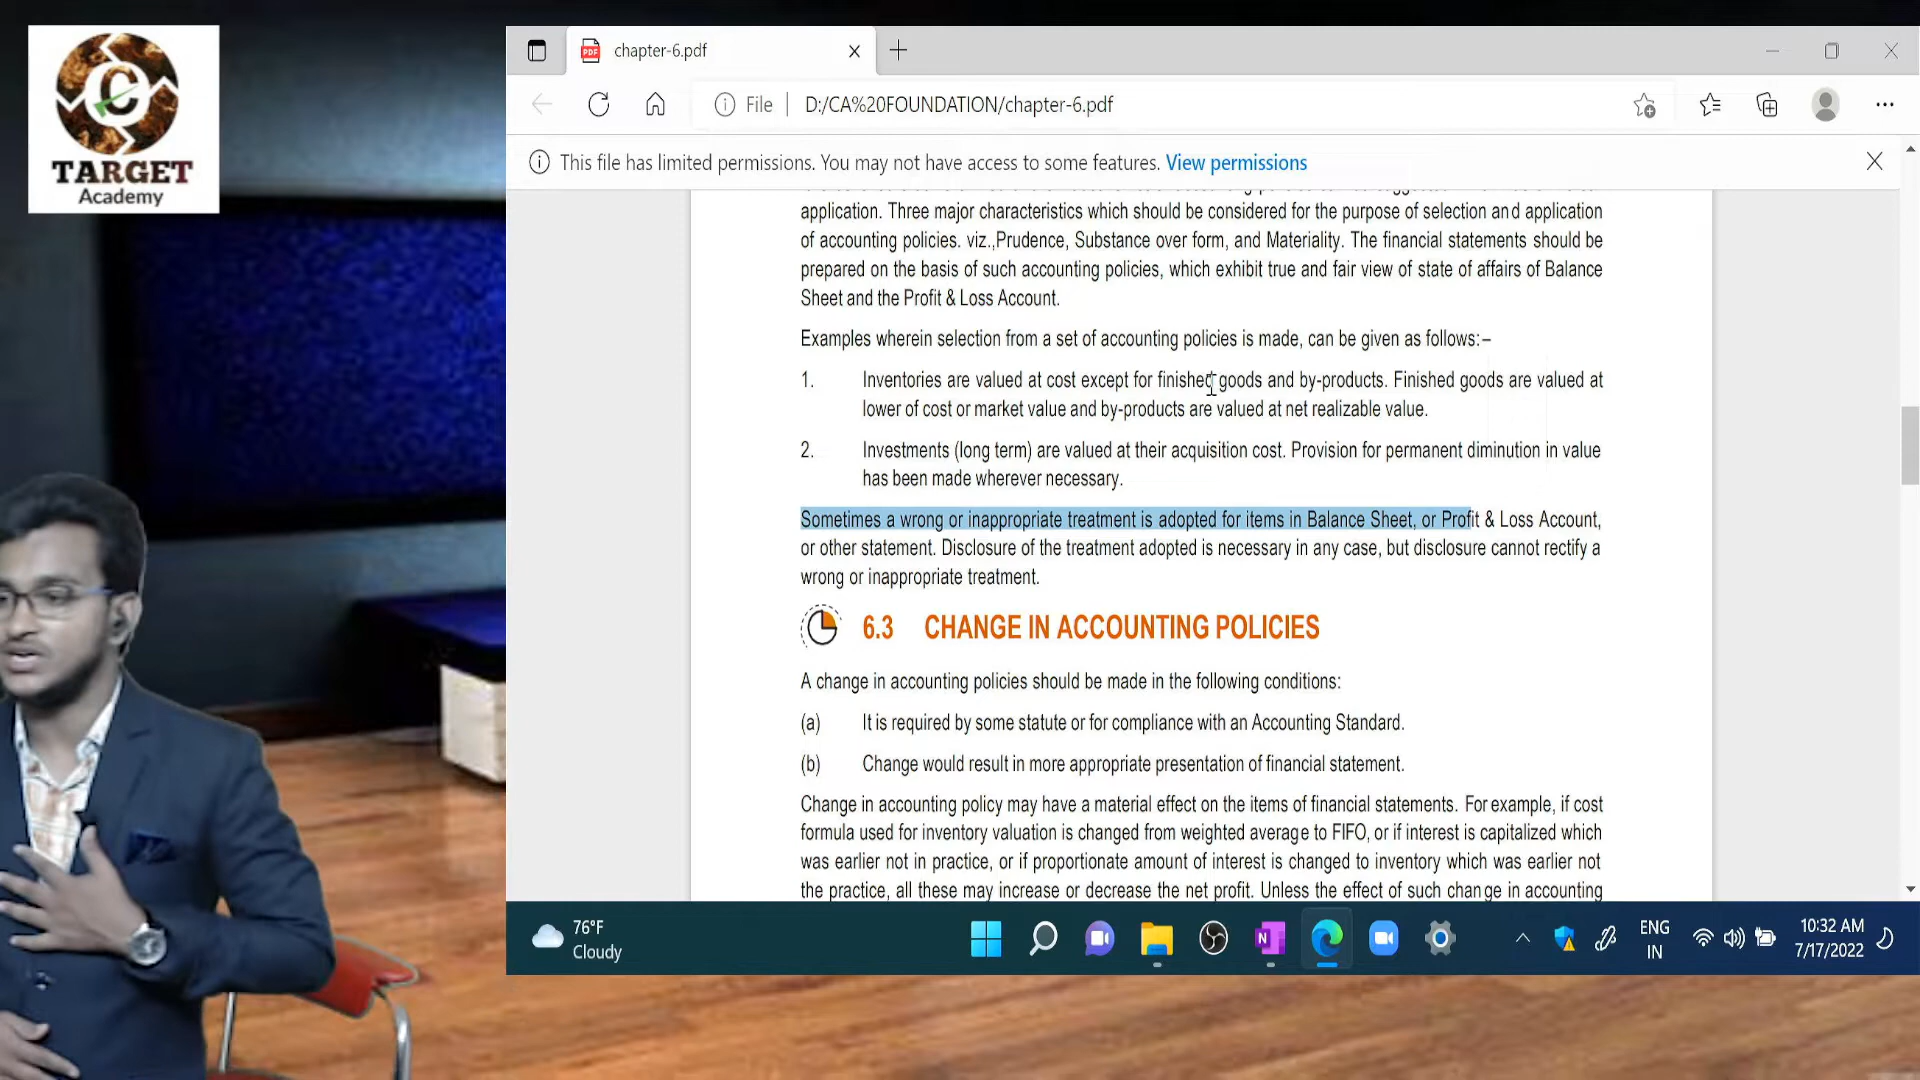 TARGET
Academy
chapter-6.pdf
File
D:/CA%20FOUNDATION/chapter-6.pdf
This file has limited permissions. You may not have access to some features. View permissions
application. Three major characteristics which should be considered for the purpose of selection and application
of accounting policies. viz.,Prudence, Substance over form, and Materiality. The financial statements should be
prepared on the basis of such accounting policies, which exhibit true and fair view of state of affairs of Balance
Sheet and the Profit & Loss Account.
Examples wherein selection from a set of accounting policies is made, can be given as follows:–
1. Inventories are valued at cost except for finished goods and by-products. Finished goods are valued at
lower of cost or market value and by-products are valued at net realizable value.
2. Investments (long term) are valued at their acquisition cost. Provision for permanent diminution in value
has been made wherever necessary.
Sometimes a wrong or inappropriate treatment is adopted for items in Balance Sheet, or Profit & Loss Account,
or other statement. Disclosure of the treatment adopted is necessary in any case, but disclosure cannot rectify a
wrong or inappropriate treatment.
6.3 CHANGE IN ACCOUNTING POLICIES
A change in accounting policies should be made in the following conditions:
(a) It is required by some statute or for compliance with an Accounting Standard.
(b) Change would result in more appropriate presentation of financial statement.
Change in accounting policy may have a material effect on the items of financial statements. For example, if cost
formula used for inventory valuation is changed from weighted average to FIFO, or if interest is capitalized which
was earlier not in practice, or if proportionate amount of interest is changed to inventory which was earlier not
the practice, all these may increase or decrease the net profit. Unless the effect of such change in accounting
76°F
Cloudy
ENG
IN
10:32 AM
7/17/2022